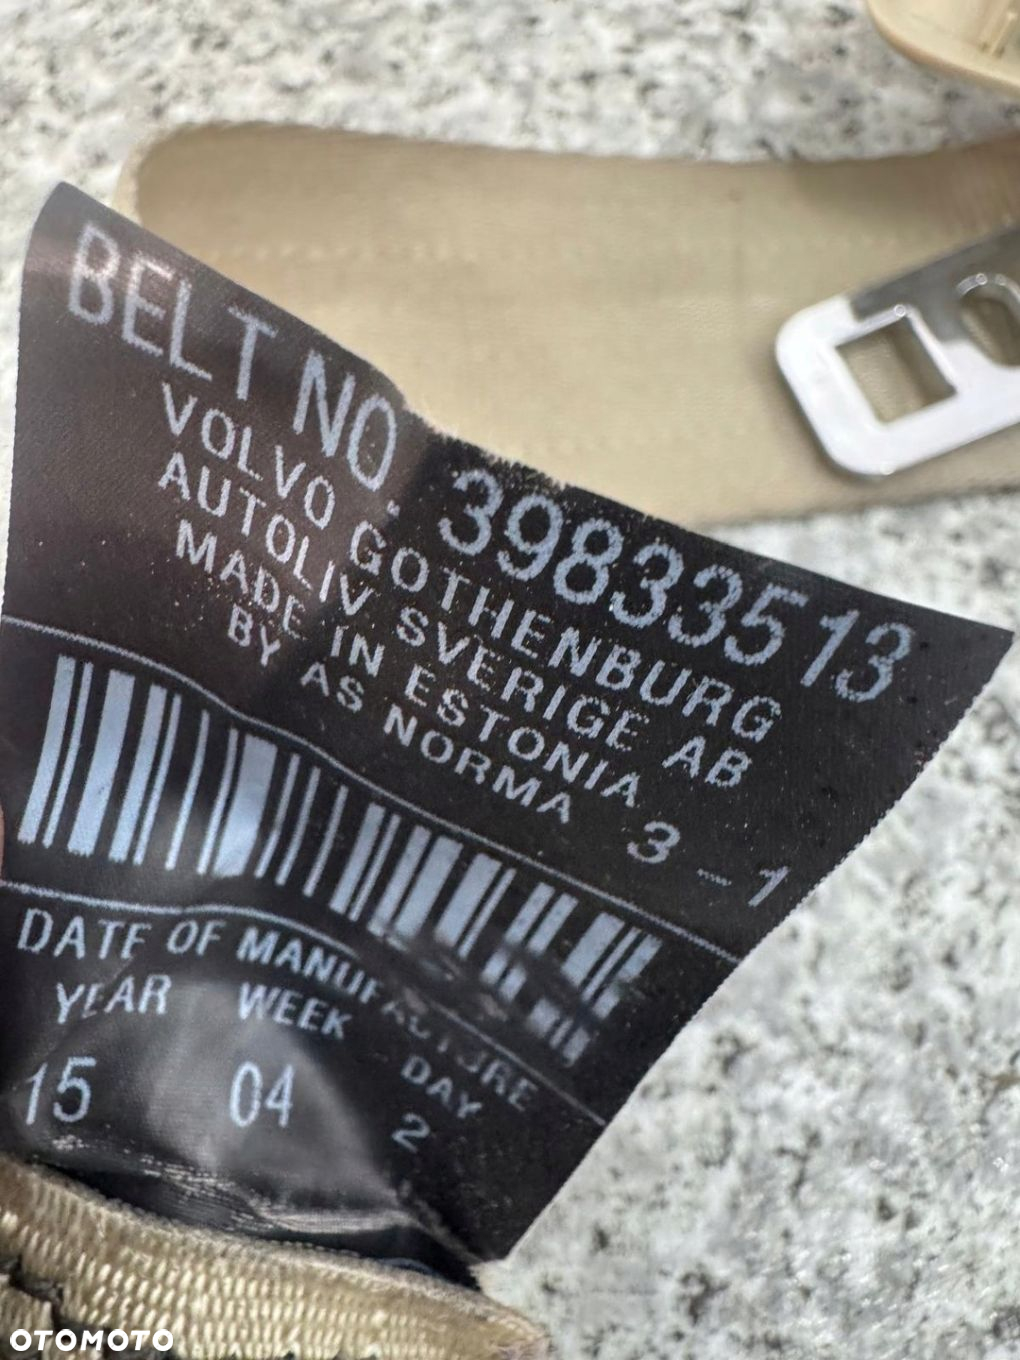 BELT NO. 39833513
VOLVO GOTHENBURG
AUTOLIV SVERIGE AB
MADE IN ESTONIA
BY AS NORMA 3 - 1
DATE OF MANUFACTURE
YEAR WEEK DAY
15 04 2
OTOMOTO